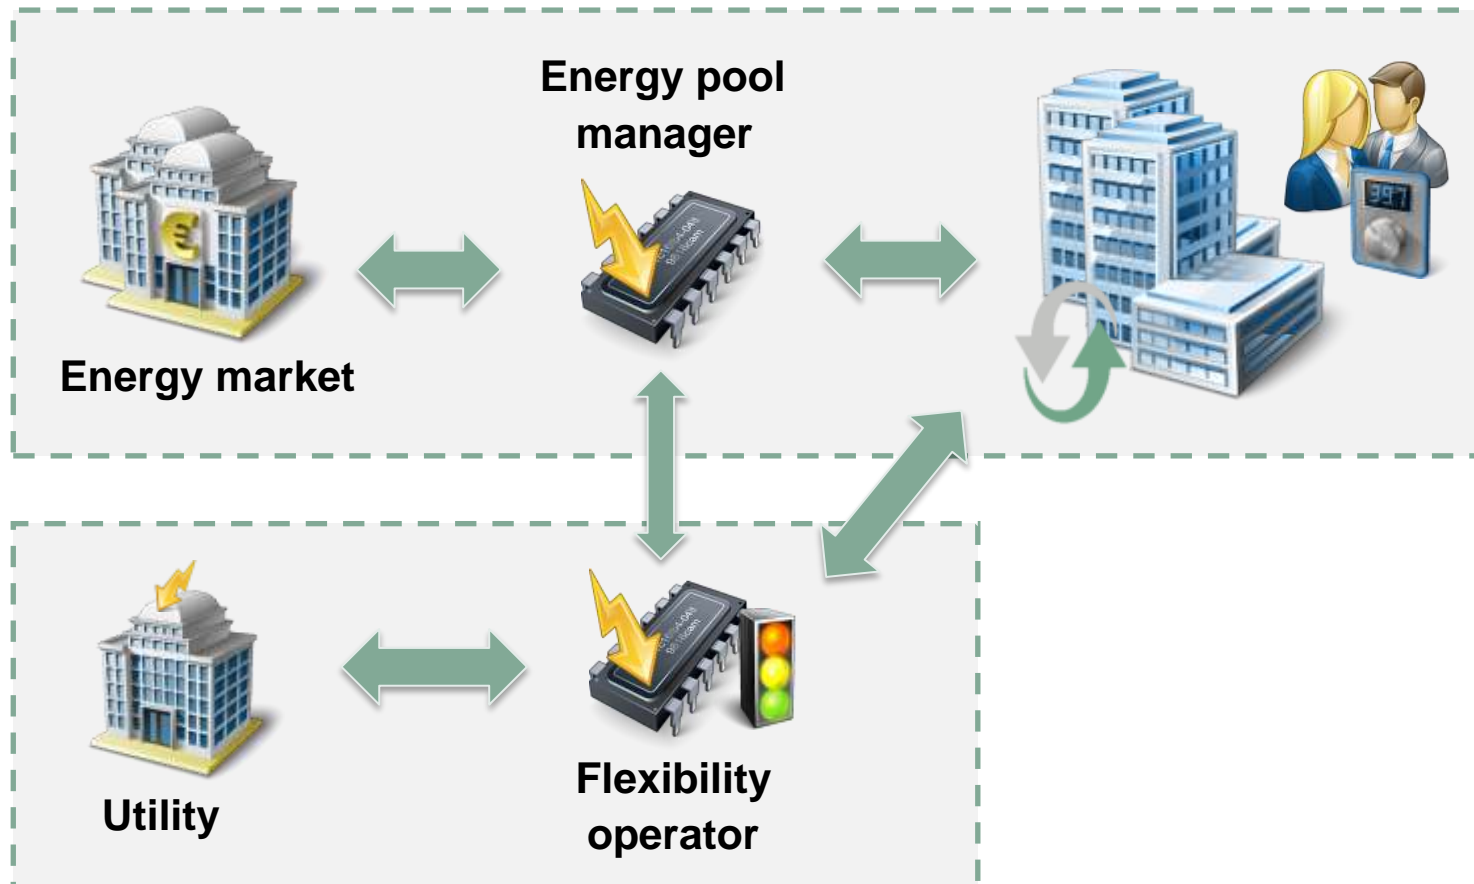 Energy pool
manager
Energy market
Utility
Flexibility
operator